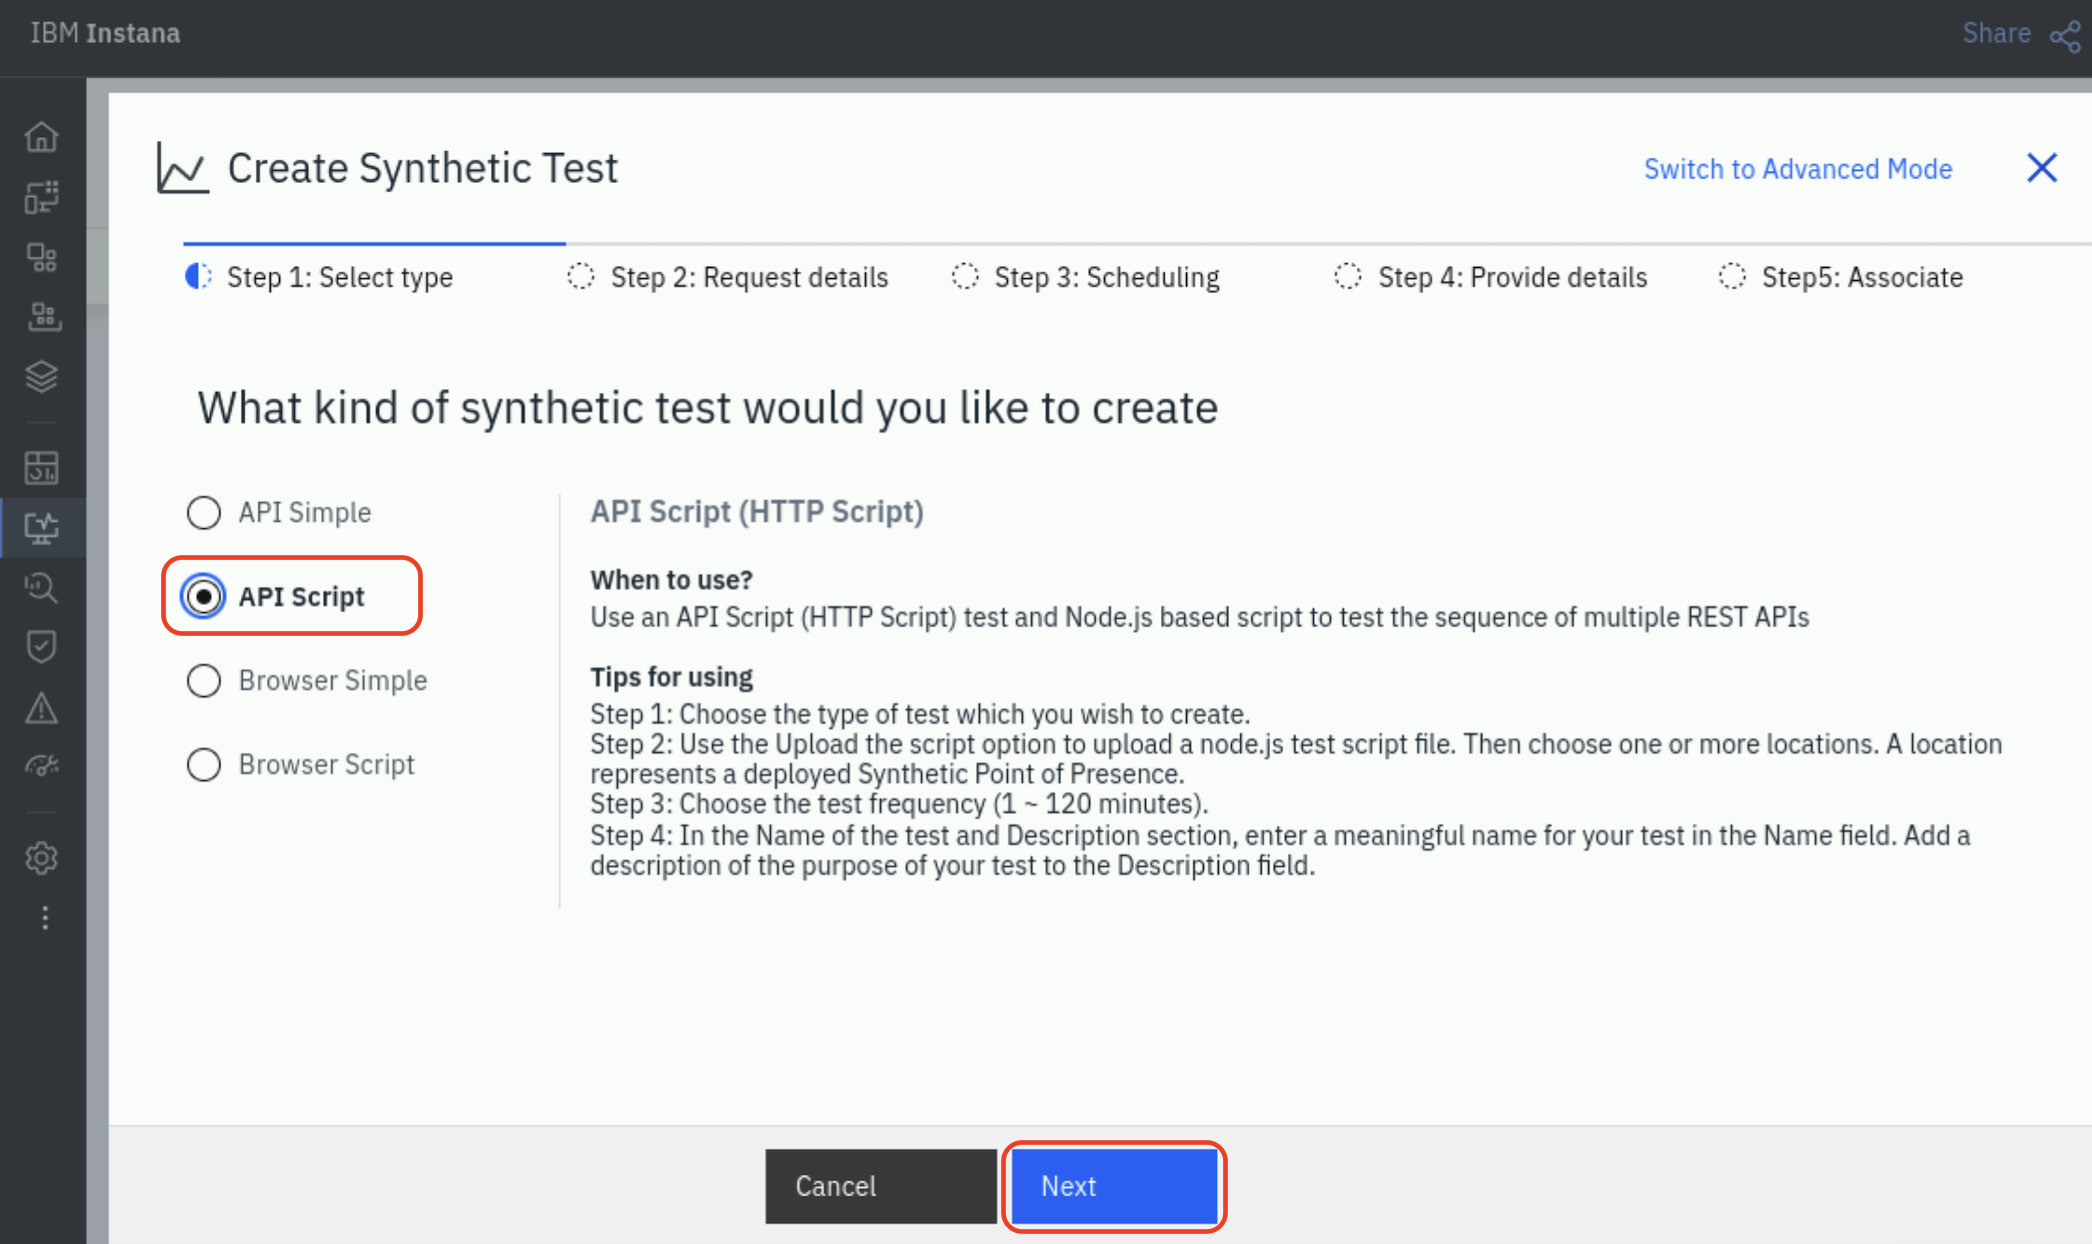 IBM Instana
Share
Create Synthetic Test
Switch to Advanced Mode
Step 1: Select type
Step 2: Request details
Step 3: Scheduling
Step 4: Provide details
Step5: Associate
What kind of synthetic test would you like to create
API Simple
API Script
Browser Simple
Browser Script
API Script (HTTP Script)
When to use?
Use an API Script (HTTP Script) test and Node.js based script to test the sequence of multiple REST APIs
Tips for using
Step 1: Choose the type of test which you wish to create.
Step 2: Use the Upload the script option to upload a node.js test script file. Then choose one or more locations. A location
represents a deployed Synthetic Point of Presence.
Step 3: Choose the test frequency (1 ~ 120 minutes).
Step 4: In the Name of the test and Description section, enter a meaningful name for your test in the Name field. Add a
description of the purpose of your test to the Description field.
Cancel
Next